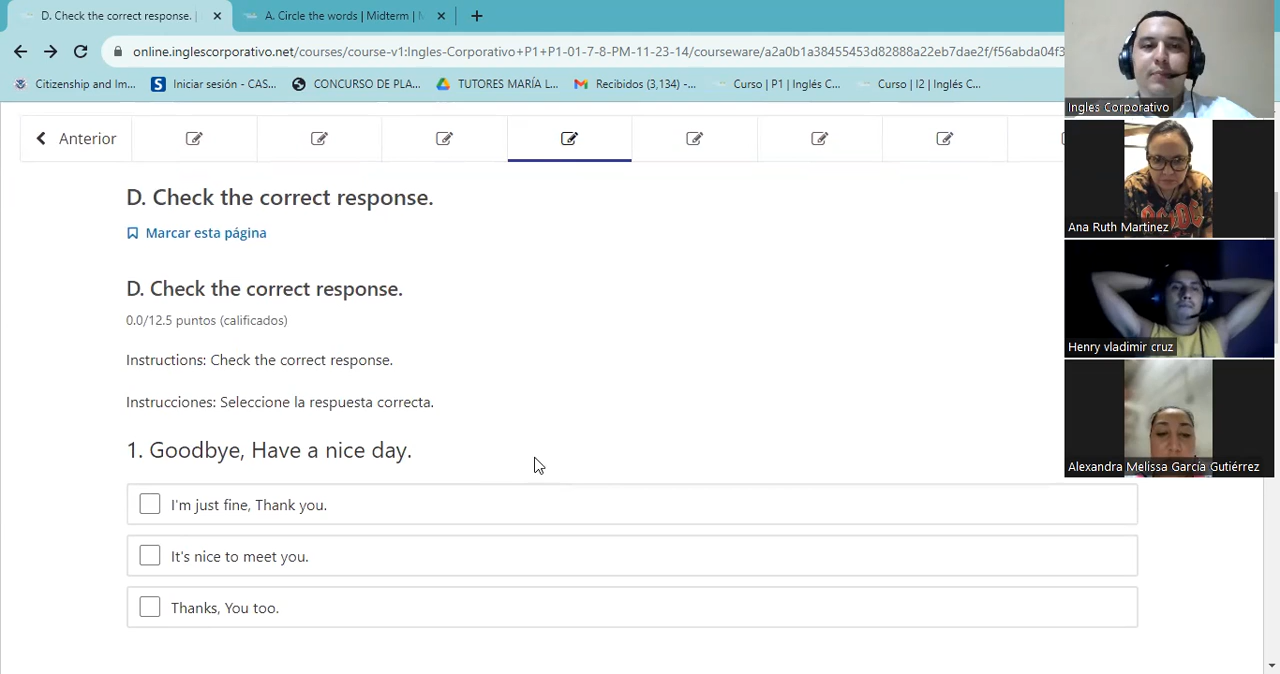 D. Check the correct response. |
A. Circle the words | Midterm |
online.inglescorporativo.net/courses/course-v1:Ingles-Corporativo+P1+P1-01-7-8-PM-11-23-14/courseware/a2a0b1a38455453d82888a22eb7dae2f/f56abda04f3
Citizenship and Im...
Iniciar sesión - CAS...
CONCURSO DE PLA...
TUTORES MARÍA L...
Recibidos (3,134) -...
Curso | P1 | Inglés C...
Curso | I2 | Inglés C...
Anterior
D. Check the correct response.
Marcar esta página
D. Check the correct response.
0.0/12.5 puntos (calificados)
Instructions: Check the correct response.
Instrucciones: Seleccione la respuesta correcta.
1. Goodbye, Have a nice day.
I'm just fine, Thank you.
It's nice to meet you.
Thanks, You too.
Ingles Corporativo
Ana Ruth Martinez
Henry vladimir cruz
Alexandra Melissa García Gutiérrez